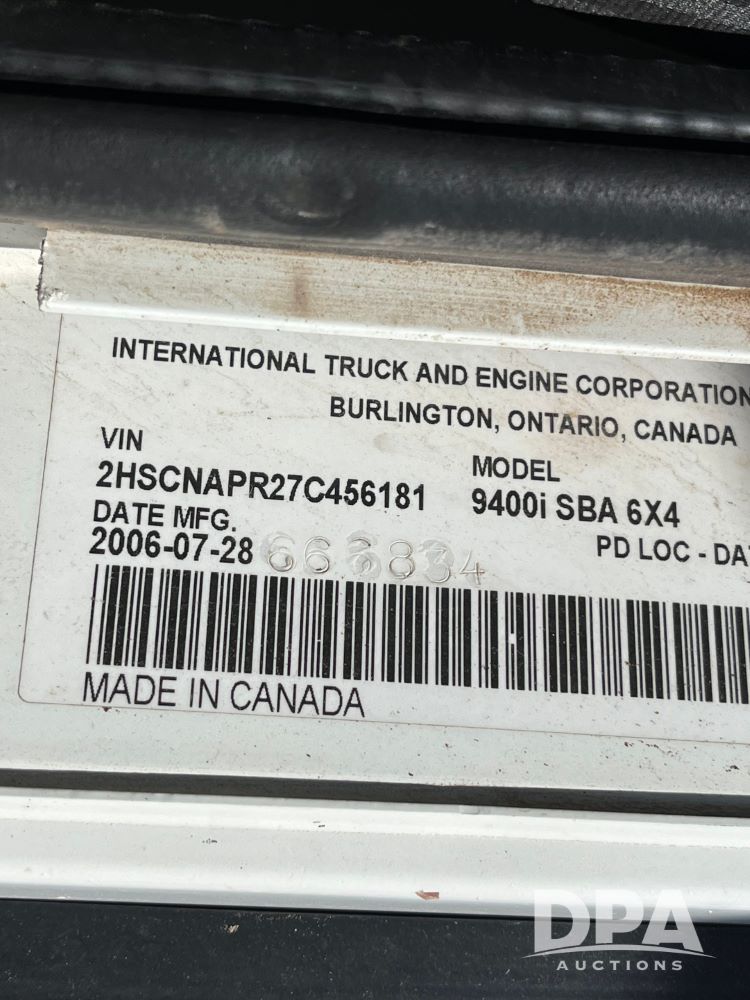 INTERNATIONAL TRUCK AND ENGINE CORPORATION
BURLINGTON, ONTARIO, CANADA
VIN
MODEL
2HSCNAPR27C456181
9400i SBA 6X4
DATE MFG.
2006-07-28 666834
PD LOC - DA
MADE IN CANADA
DPA
AUCTIONS